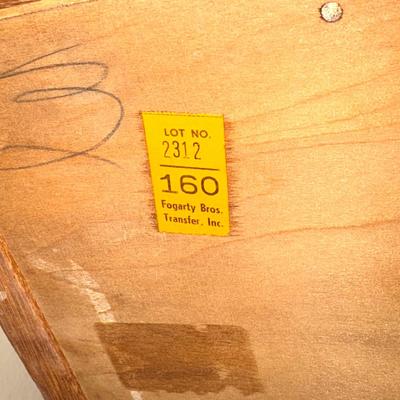 LOT NO.
2312
160
Fogarty Bros.
Transfer, Inc.